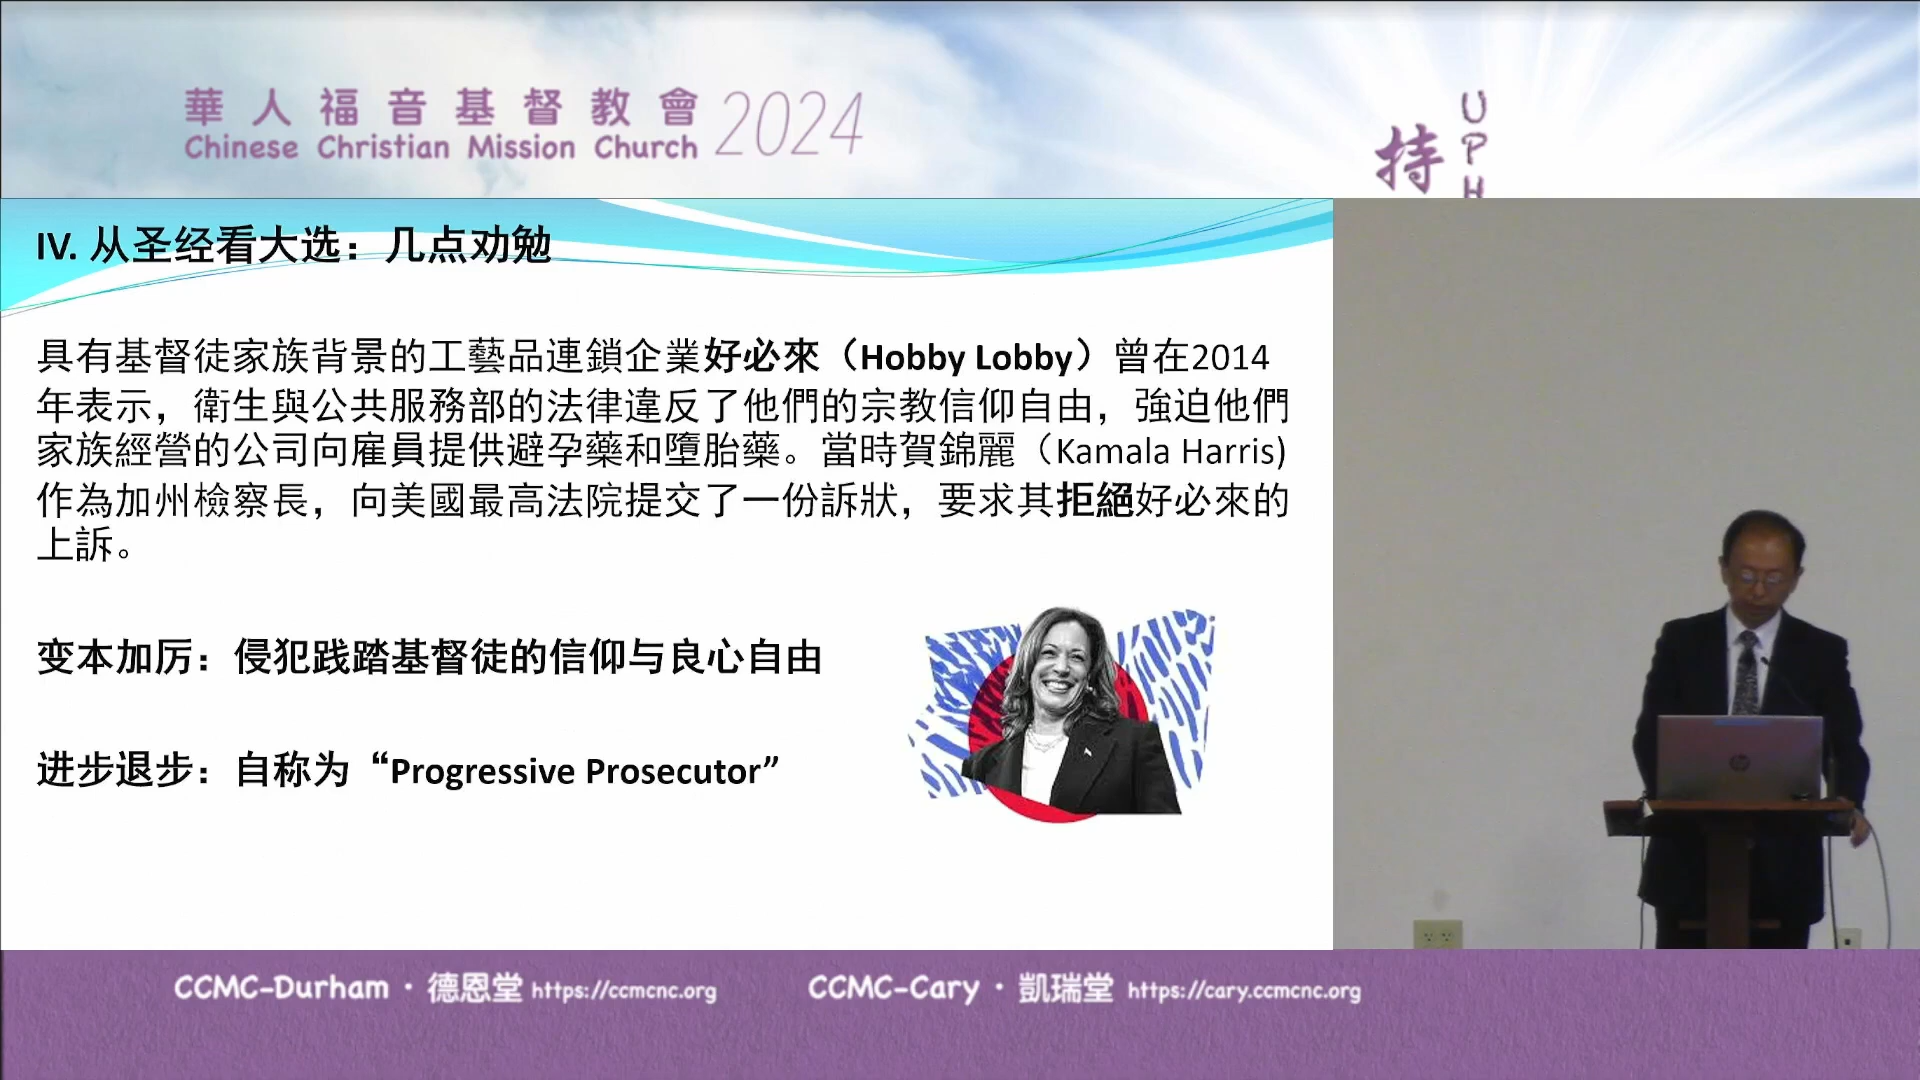 華人福音基督教會 2024
Chinese Christian Mission Church
持
UPH
IV. 从圣经看大选：几点劝勉
具有基督徒家族背景的工藝品連鎖企業好必來（Hobby Lobby）曾在2014
年表示，衛生與公共服務部的法律違反了他們的宗教信仰自由，強迫他們
家族經營的公司向雇員提供避孕藥和墮胎藥。當時賀錦麗（Kamala Harris)
作為加州檢察長，向美國最高法院提交了一份訴狀，要求其拒絕好必來的
上訴。
变本加厉：侵犯践踏基督徒的信仰与良心自由
进步退步：自称为“Progressive Prosecutor”
hp
CCMC-Durham · 德恩堂 https://ccmcnc.org
CCMC-Cary · 凱瑞堂 https://cary.ccmcnc.org